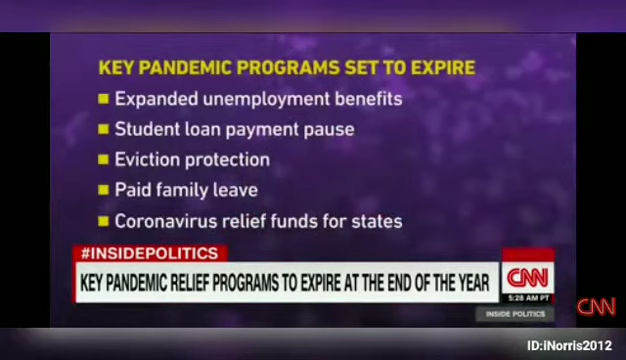 KEY PANDEMIC PROGRAMS SET TO EXPIRE
Expanded unemployment benefits
Student loan payment pause
Eviction protection
Paid family leave
Coronavirus relief funds for states
#INSIDEPOLITICS
KEY PANDEMIC RELIEF PROGRAMS TO EXPIRE AT THE END OF THE YEAR
CNN
5:28 AM PT
INSIDE POLITICS
CNN
ID:iNorris2012